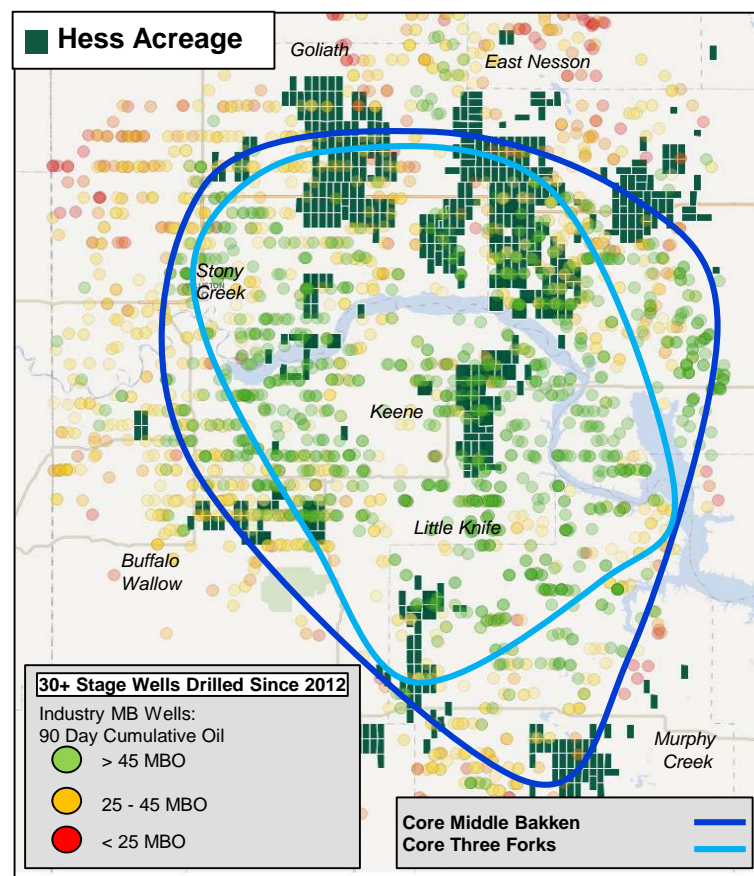 Hess Acreage
Goliath
East Nesson
Stony
Creek
Keene
Little Knife
Buffalo
Wallow
Murphy
Creek
30+ Stage Wells Drilled Since 2012
Industry MB Wells:
90 Day Cumulative Oil
> 45 MBO
25 - 45 MBO
< 25 MBO
Core Middle Bakken
Core Three Forks